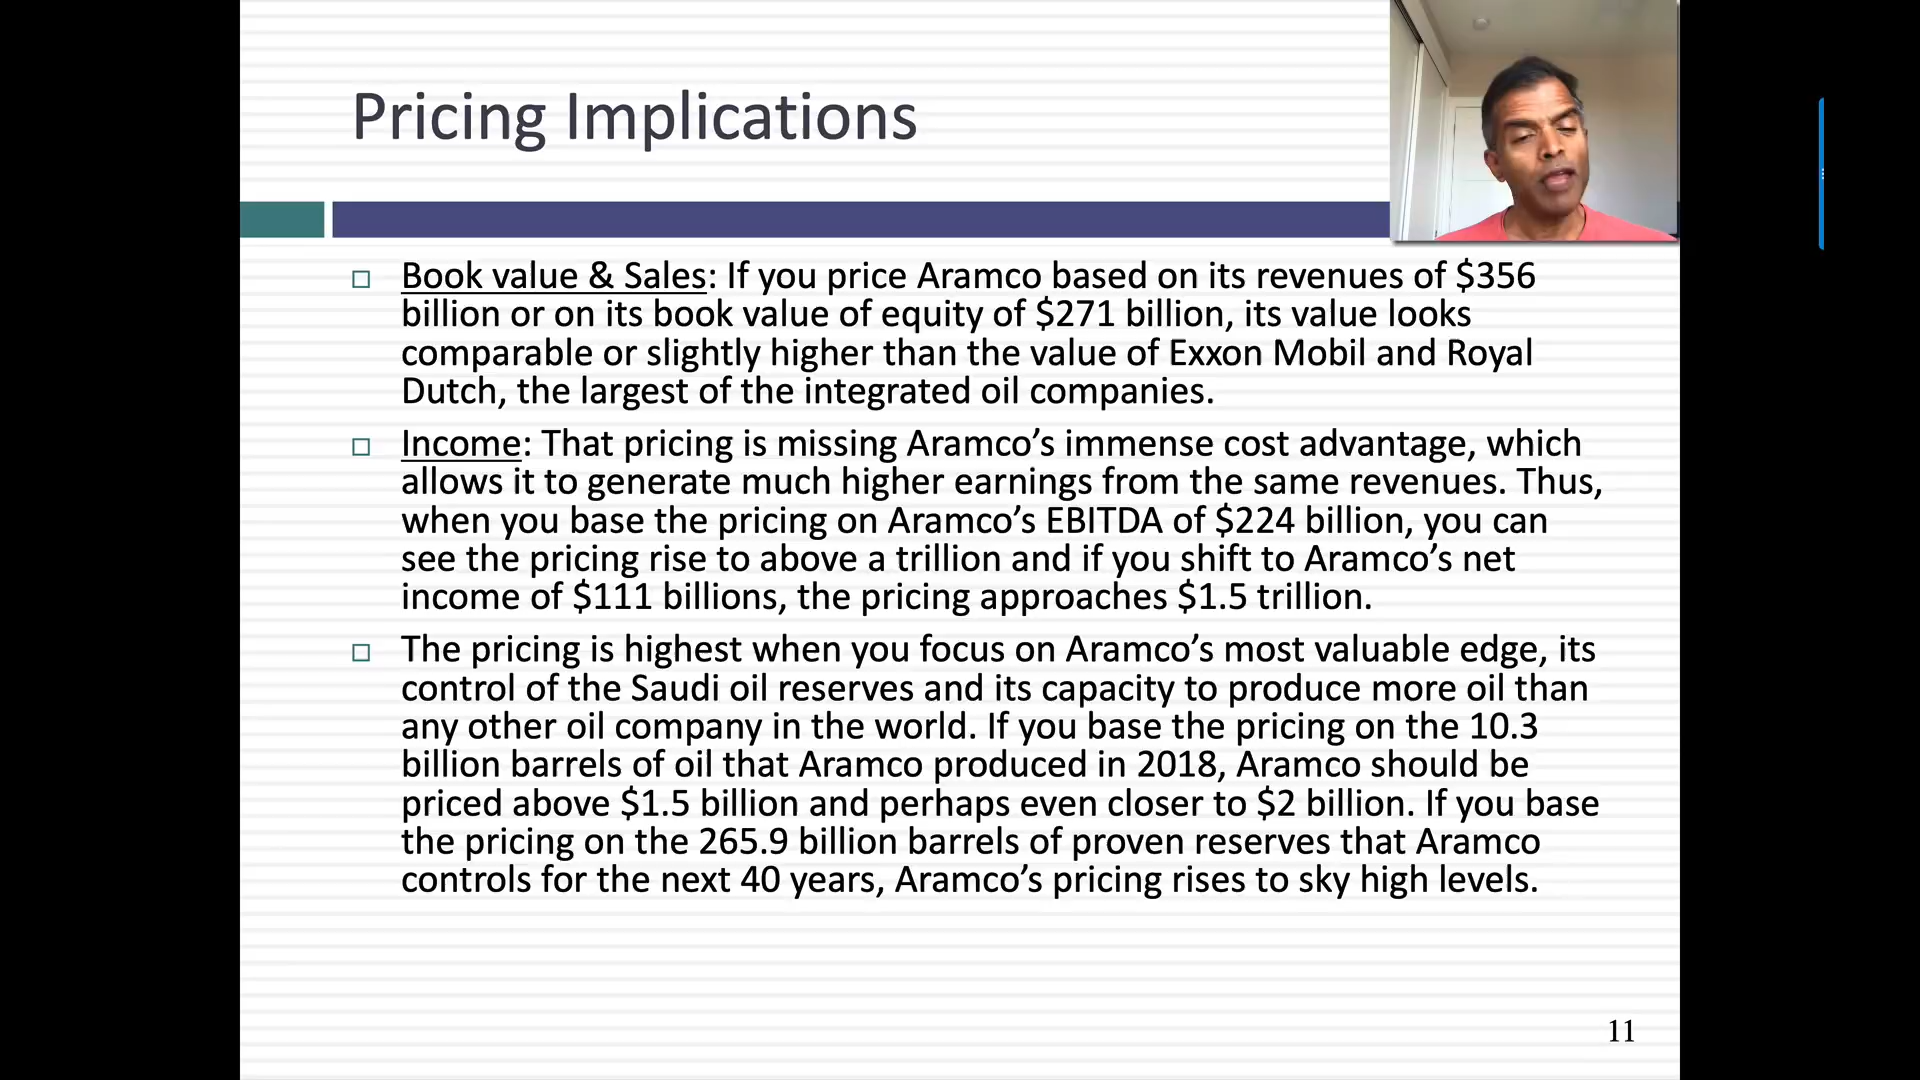 Pricing Implications
Book value & Sales: If you price Aramco based on its revenues of $356
billion or on its book value of equity of $271 billion, its value looks
comparable or slightly higher than the value of Exxon Mobil and Royal
Dutch, the largest of the integrated oil companies.
Income: That pricing is missing Aramco’s immense cost advantage, which
allows it to generate much higher earnings from the same revenues. Thus,
when you base the pricing on Aramco’s EBITDA of $224 billion, you can
see the pricing rise to above a trillion and if you shift to Aramco’s net
income of $111 billions, the pricing approaches $1.5 trillion.
The pricing is highest when you focus on Aramco’s most valuable edge, its
control of the Saudi oil reserves and its capacity to produce more oil than
any other oil company in the world. If you base the pricing on the 10.3
billion barrels of oil that Aramco produced in 2018, Aramco should be
priced above $1.5 billion and perhaps even closer to $2 billion. If you base
the pricing on the 265.9 billion barrels of proven reserves that Aramco
controls for the next 40 years, Aramco’s pricing rises to sky high levels.
11